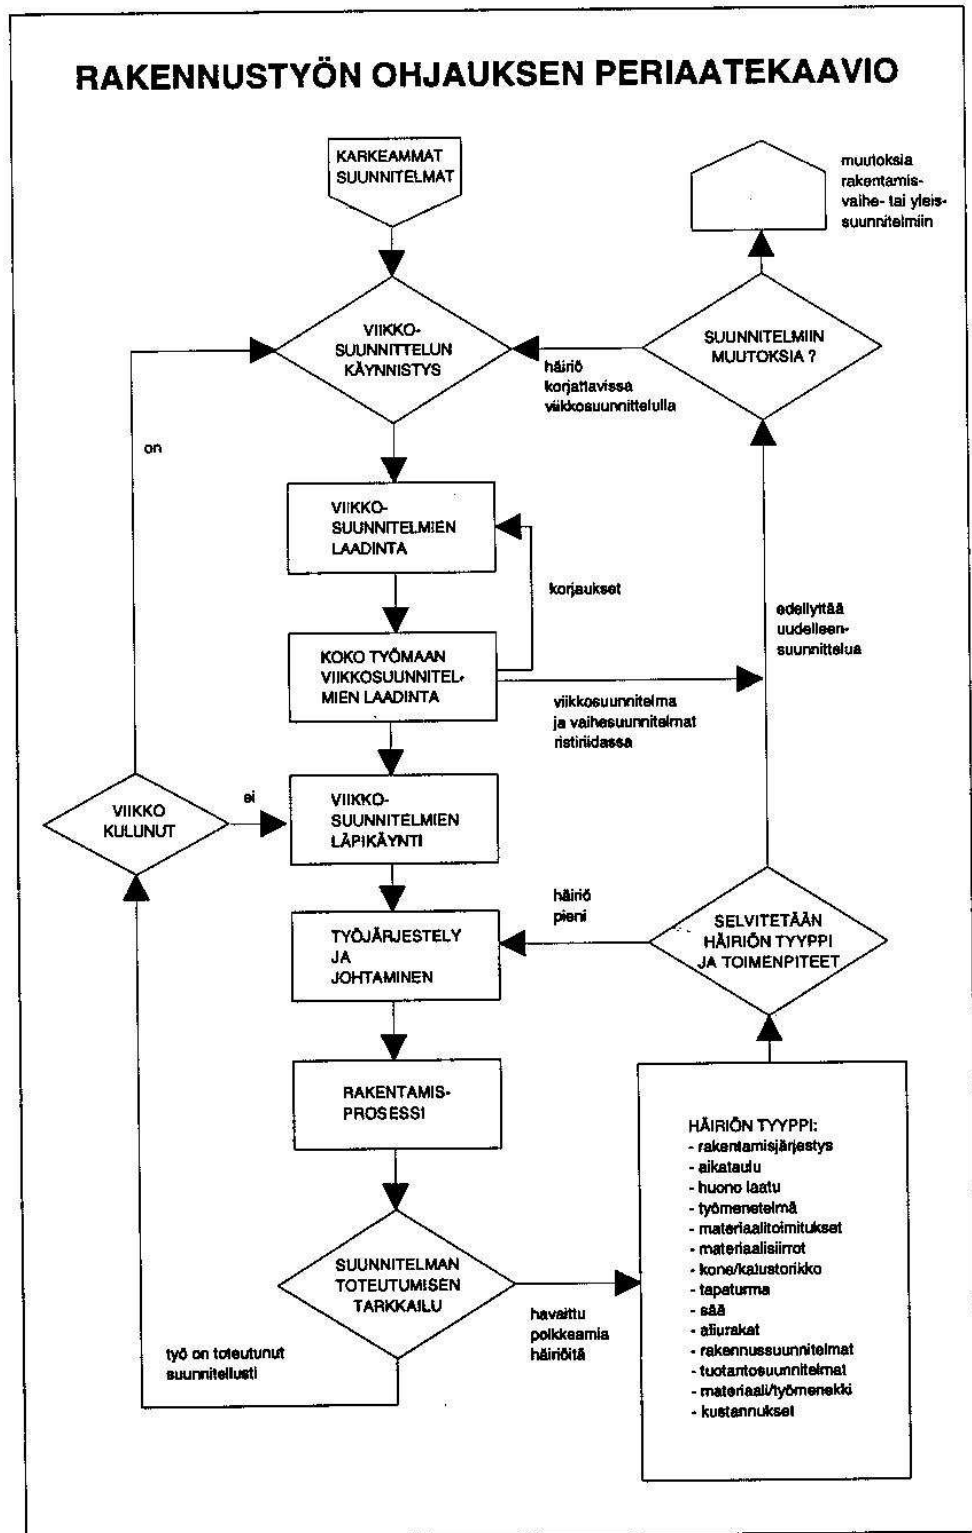 RAKENNUSTYÖN OHJAUKSEN PERIAATEKAAVIO
KARKEAMMAT
SUUNNITELMAT
muutoksia
rakentamis-
vaihe- tai yleis-
suunnitelmiin
VIIKKO-
SUUNNITTELUN
KÄYNNISTYS
SUUNNITELMIIN
MUUTOKSIA ?
häiriö
korjattavissa
viikkosuunnittelulla
on
VIIKKO-
SUUNNITELMIEN
LAADINTA
korjaukset
edellyttää
uudelleen-
suunnittelua
KOKO TYÖMAAN
VIIKKOSUUNNITEL-
MIEN LAADINTA
viikkosuunnitelma
ja vaihesuunnitelmat
ristiriidassa
VIIKKO
KULUNUT
ei
VIIKKO-
SUUNNITELMIEN
LÄPIKÄYNTI
häiriö
pieni
SELVITETÄÄN
HÄIRIÖN TYYPPI
JA TOIMENPITEET
TYÖJÄRJESTELY
JA
JOHTAMINEN
RAKENTAMIS-
PROSESSI
HÄIRIÖN TYYPPI:
- rakentamisjärjestys
- aikataulu
- huono laatu
- työmenetelmä
- materiaalitoimitukset
- materiaalisiirrot
- kone/kalustorikko
- tapaturma
- sää
- aliurakat
- rakennussuunnitelmat
- tuotantosuunnitelmat
- materiaali/työmenekki
- kustannukset
SUUNNITELMAN
TOTEUTUMISEN
TARKKAILU
havaittu
poikkeamia
häiriöitä
työ on toteutunut
suunnitellusti